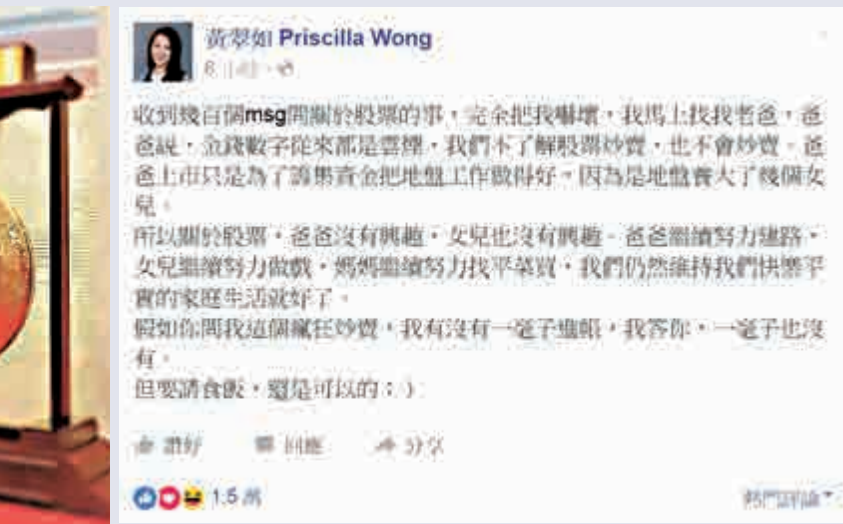 黃翠如 Priscilla Wong
6 小時
收到幾百個msg問關於股票的事，完全把我嚇壞，我馬上找我老爸，爸
爸說，金錢數字從來都是雲煙，我們不了解股票炒賣，也不會炒賣。爸
爸上市只是為了籌集資金把地盤工作做得好，因為是地盤養大了幾個女
兒。
所以關於股票，爸爸沒有興趣，女兒也沒有興趣。爸爸繼續努力建路，
女兒繼續努力做戲，媽媽繼續努力找平菜買，我們仍然維持我們快樂平
實的家庭生活就好了。
假如你問我這個瘋狂炒賣，我有沒有一毫子進帳，我答你，一毫子也沒
有。
但要請食飯，還是可以的：）
讚好 回應 分享
1.5 萬 熱門評論